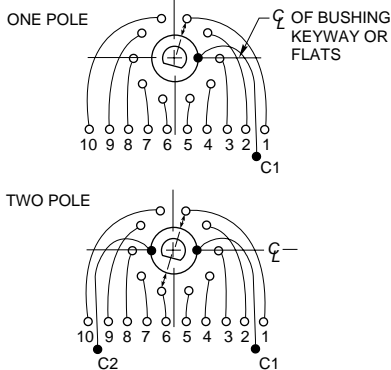 ONE POLE
℄ OF BUSHING
KEYWAY OR
FLATS
10 9 8 7 6 5 4 3 2 1
C1
TWO POLE
℄
10 9 8 7 6 5 4 3 2 1
C2 C1